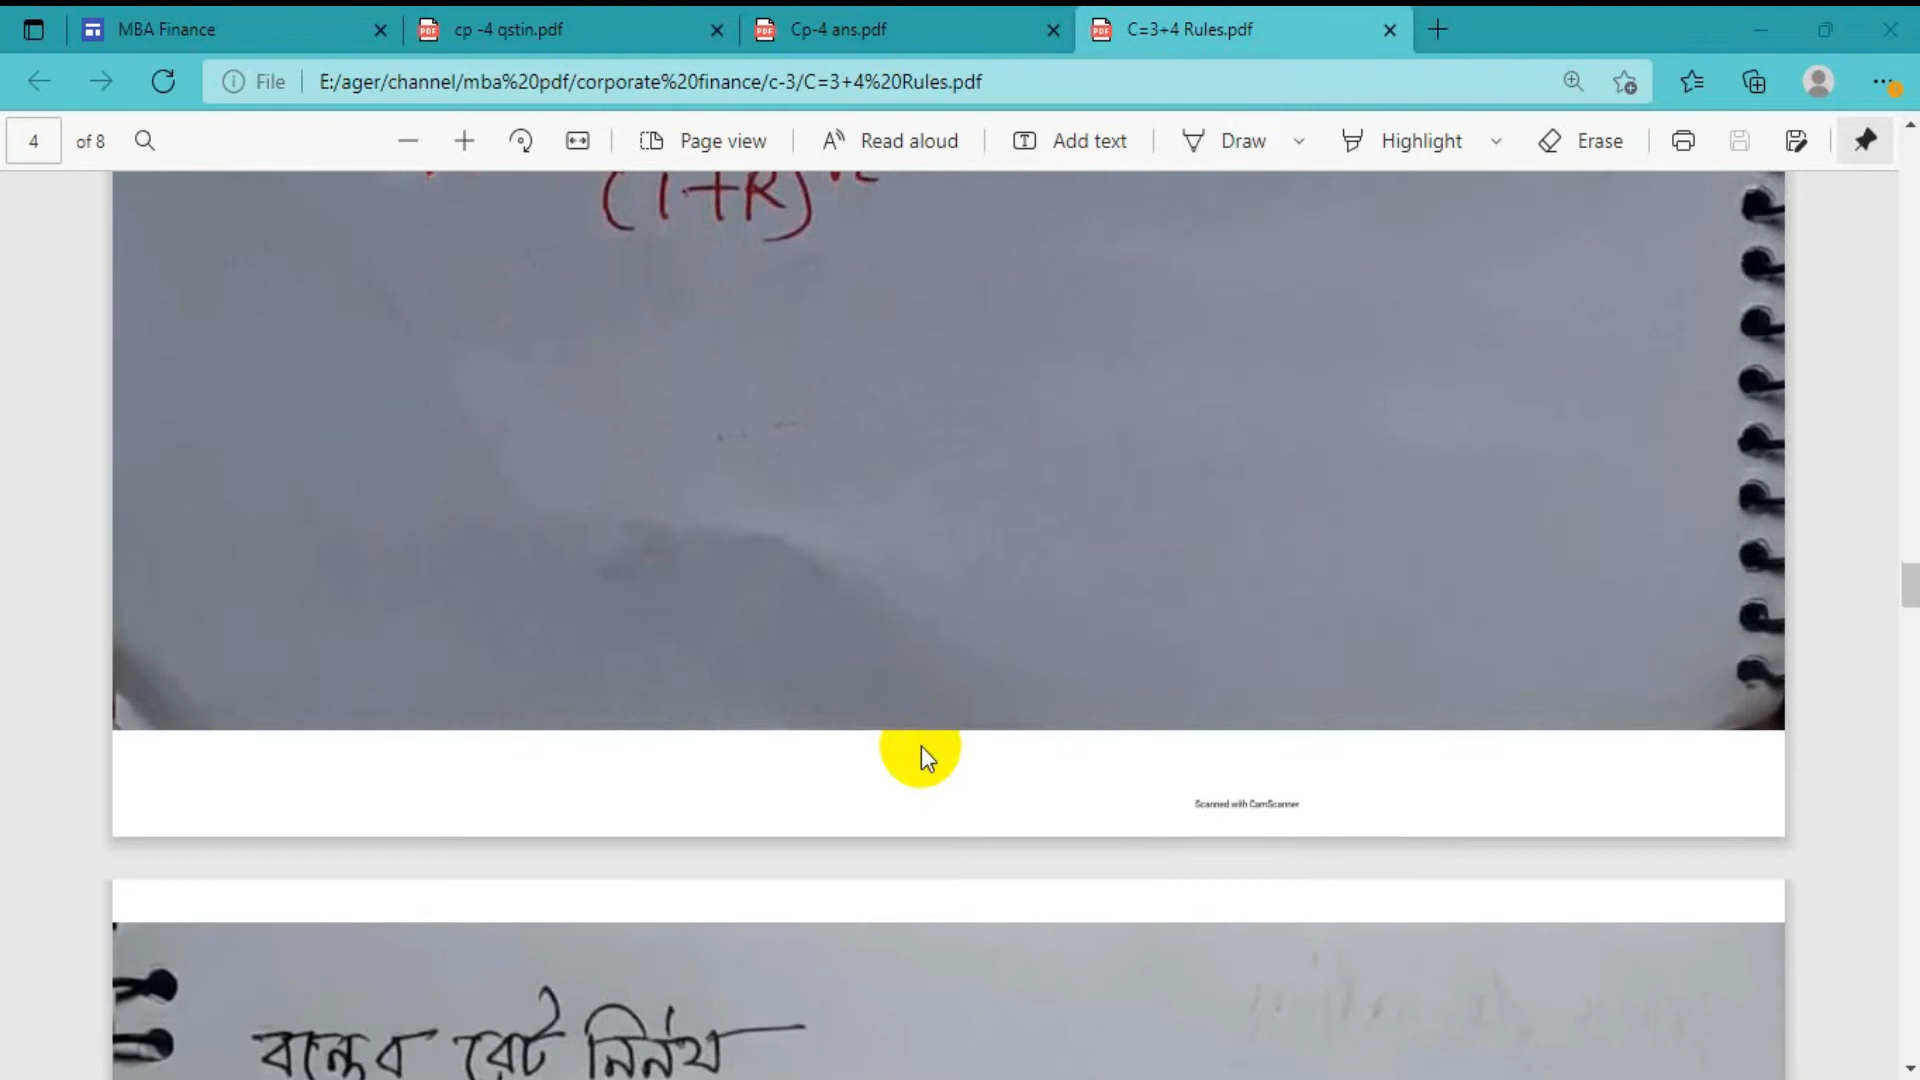 MBA Finance
cp -4 qstin.pdf
Cp-4 ans.pdf
C=3+4 Rules.pdf
File
E:/ager/channel/mba%20pdf/corporate%20finance/c-3/C=3+4%20Rules.pdf
4 of 8
Page view
Read aloud
Add text
Draw
Highlight
Erase
(1+R)
Scanned with CamScanner
বন্ডের রেট নির্নয়